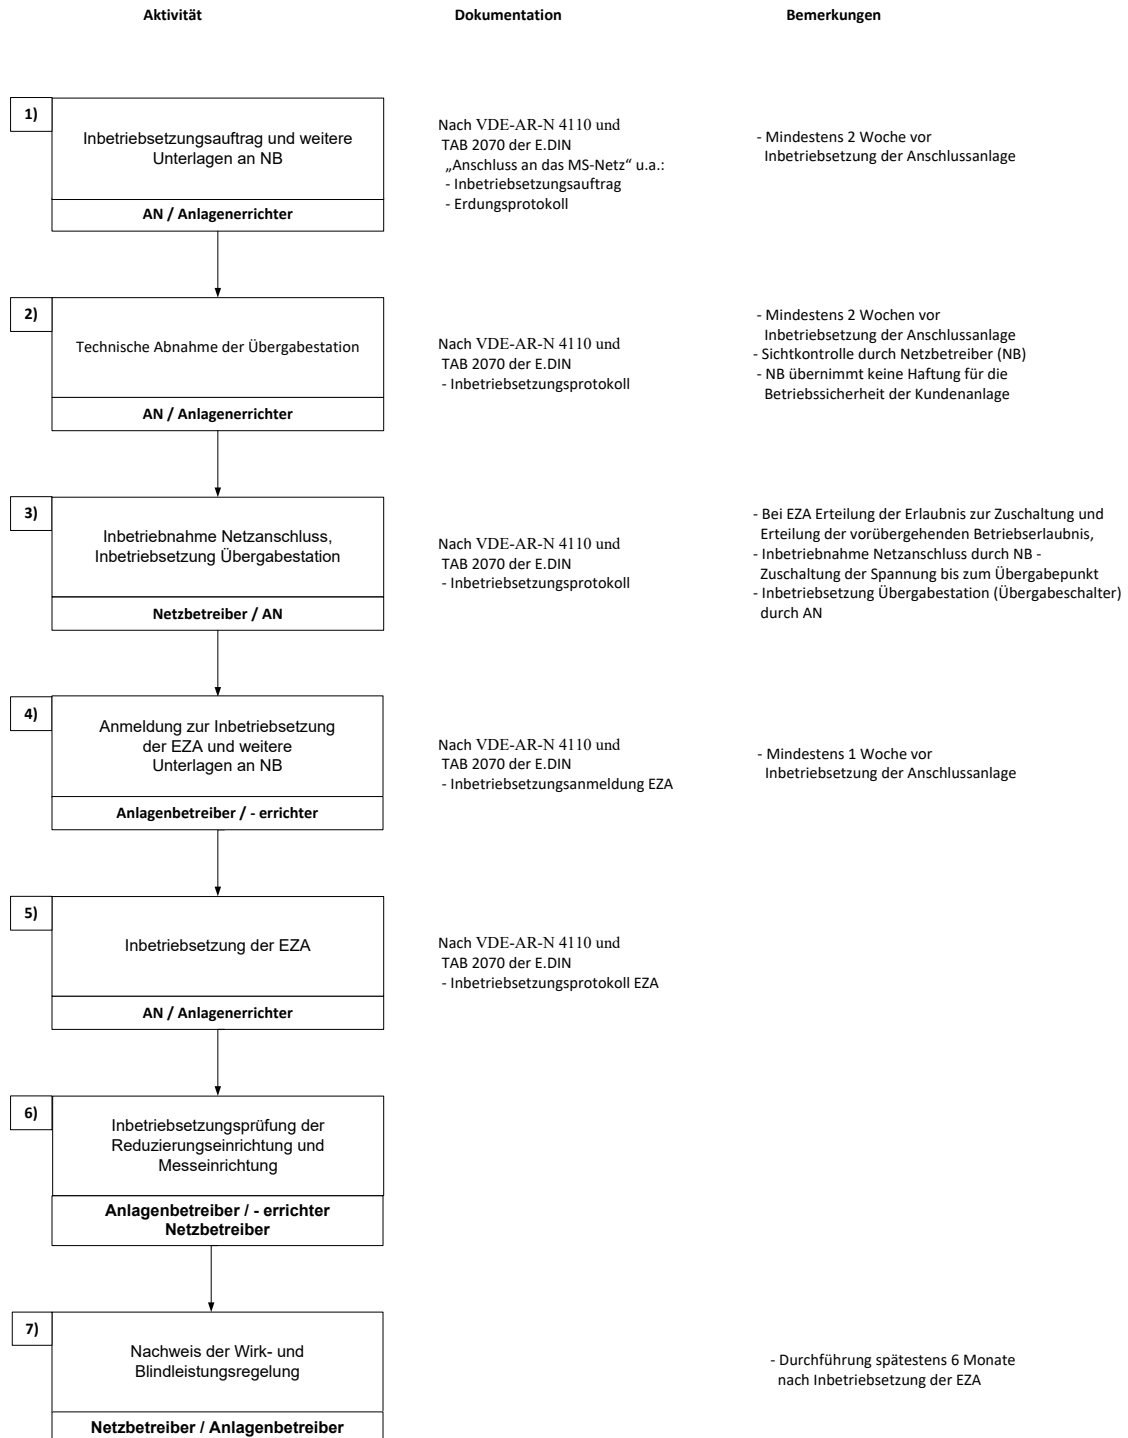 Aktivität
Dokumentation
Bemerkungen
1)
Inbetriebsetzungsauftrag und weitere
Unterlagen an NB
AN / Anlagenerrichter
Nach VDE-AR-N 4110 und
TAB 2070 der E.DIN
„Anschluss an das MS-Netz“ u.a.:
- Inbetriebsetzungsauftrag
- Erdungsprotokoll
- Mindestens 2 Woche vor
Inbetriebsetzung der Anschlussanlage
2)
Technische Abnahme der Übergabestation
AN / Anlagenerrichter
Nach VDE-AR-N 4110 und
TAB 2070 der E.DIN
- Inbetriebsetzungsprotokoll
- Mindestens 2 Wochen vor
Inbetriebsetzung der Anschlussanlage
- Sichtkontrolle durch Netzbetreiber (NB)
- NB übernimmt keine Haftung für die
Betriebssicherheit der Kundenanlage
3)
Inbetriebnahme Netzanschluss,
Inbetriebsetzung Übergabestation
Netzbetreiber / AN
Nach VDE-AR-N 4110 und
TAB 2070 der E.DIN
- Inbetriebsetzungsprotokoll
- Bei EZA Erteilung der Erlaubnis zur Zuschaltung und
Erteilung der vorübergehenden Betriebserlaubnis,
- Inbetriebnahme Netzanschluss durch NB -
Zuschaltung der Spannung bis zum Übergabepunkt
- Inbetriebsetzung Übergabestation (Übergabeschalter)
durch AN
4)
Anmeldung zur Inbetriebsetzung
der EZA und weitere
Unterlagen an NB
Anlagenbetreiber / - errichter
Nach VDE-AR-N 4110 und
TAB 2070 der E.DIN
- Inbetriebsetzungsanmeldung EZA
- Mindestens 1 Woche vor
Inbetriebsetzung der Anschlussanlage
5)
Inbetriebsetzung der EZA
AN / Anlagenerrichter
Nach VDE-AR-N 4110 und
TAB 2070 der E.DIN
- Inbetriebsetzungsprotokoll EZA
6)
Inbetriebsetzungsprüfung der
Reduzierungseinrichtung und
Messeinrichtung
Anlagenbetreiber / - errichter
Netzbetreiber
7)
Nachweis der Wirk- und
Blindleistungsregelung
Netzbetreiber / Anlagenbetreiber
- Durchführung spätestens 6 Monate
nach Inbetriebsetzung der EZA